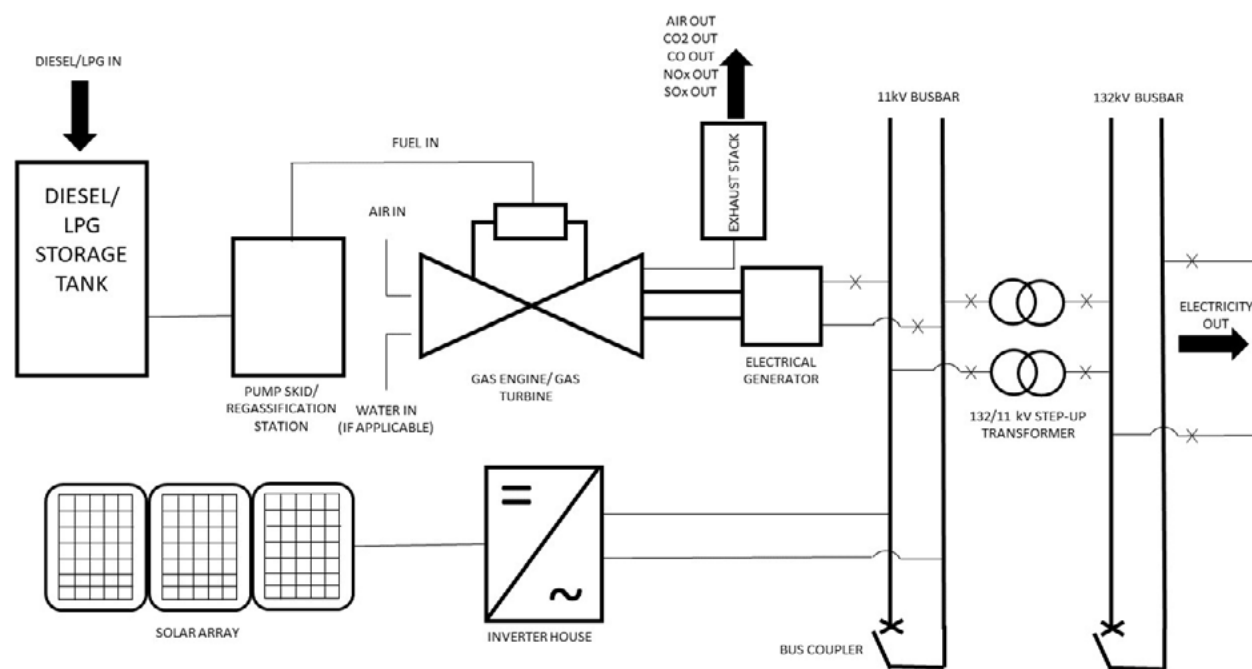 AIR OUT
CO2 OUT
CO OUT
NOx OUT
SOx OUT
DIESEL/LPG IN
11kV BUSBAR
132kV BUSBAR
FUEL IN
EXHAUST STACK
DIESEL/
LPG
STORAGE
TANK
AIR IN
ELECTRICITY
OUT
ELECTRICAL
GENERATOR
GAS ENGINE/ GAS
TURBINE
PUMP SKID/
REGASSIFICATION
STATION
WATER IN
(IF APPLICABLE)
132/11 kV STEP-UP
TRANSFORMER
SOLAR ARRAY
INVERTER HOUSE
BUS COUPLER